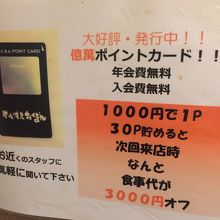 大好評・発行中！！
億萬ポイントカード！！
年会費無料
入会費無料
POINT CARD
お近くのスタッフに
気軽に聞いて下さい
1000円で1P
30P貯めると
次回来店時
なんと
食事代が
3000円オフ